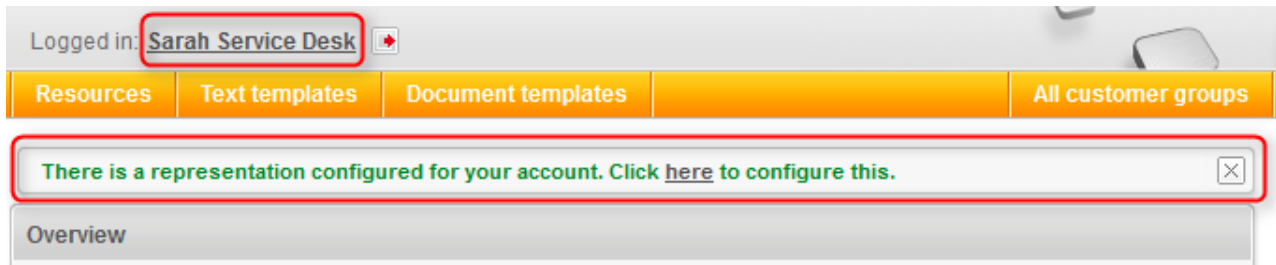 Logged in: Sarah Service Desk
Resources Text templates Document templates All customer groups
There is a representation configured for your account. Click here to configure this.
Overview